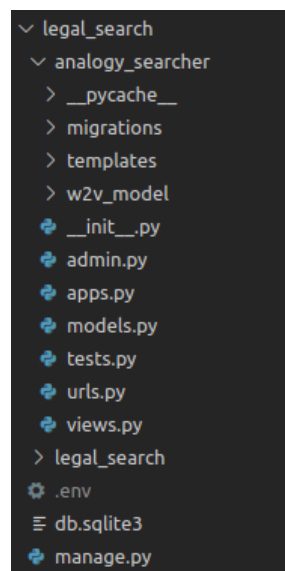 legal_search
analogy_searcher
__pycache__
migrations
templates
w2v_model
__init__.py
admin.py
apps.py
models.py
tests.py
urls.py
views.py
legal_search
.env
db.sqlite3
manage.py